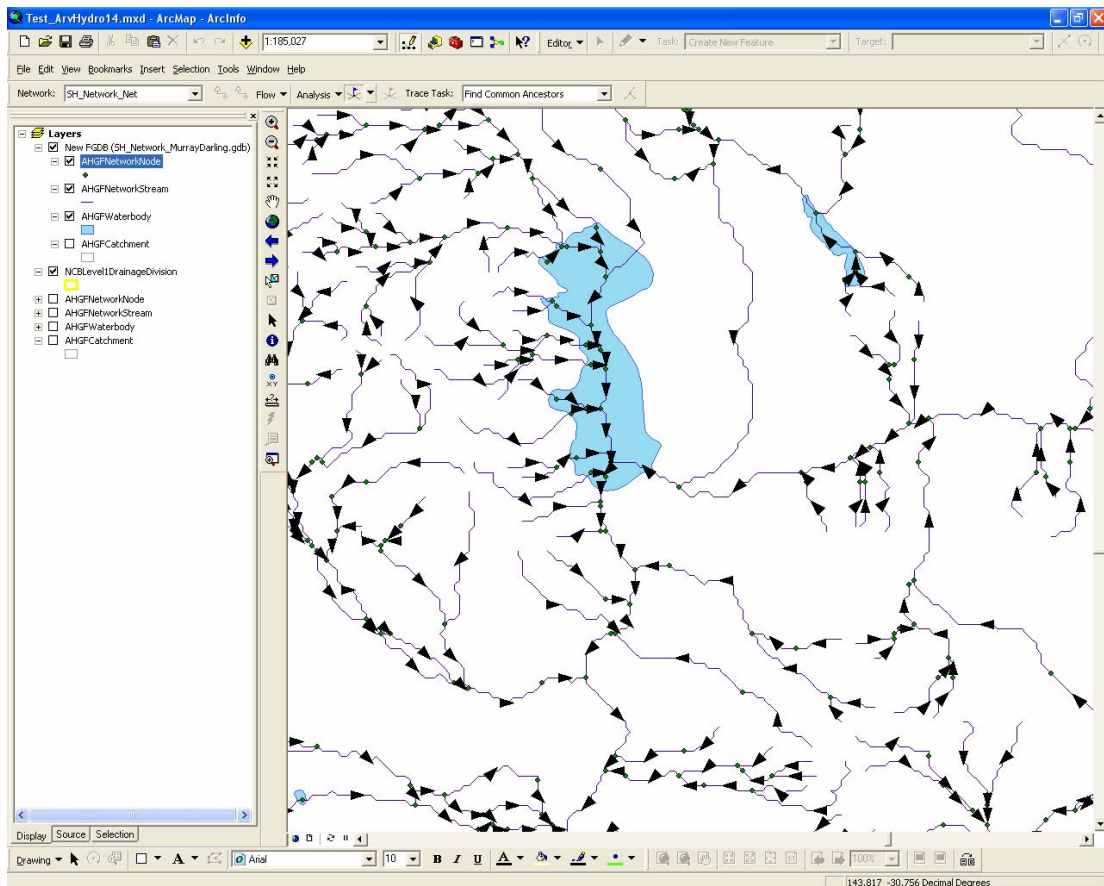 Test_ArvHydro14.mxd - ArcMap - ArcInfo
1:185,027 Editor Task: Create New Feature Target:
File Edit View Bookmarks Insert Selection Tools Window Help
Network: SH_Network_Net Flow Analysis Trace Task: Find Common Ancestors
Layers
New FGDB (SH_Network_MurrayDarling.gdb)
AHGFNetworkNode
AHGFNetworkStream
AHGFWaterbody
AHGFCatchment
NCBLevel1DrainageDivision
AHGFNetworkNode
AHGFNetworkStream
AHGFWaterbody
AHGFCatchment
XY
Display Source Selection
Drawing A Arial 10 B I U A 100%
143.817 -30.756 Decimal Degrees